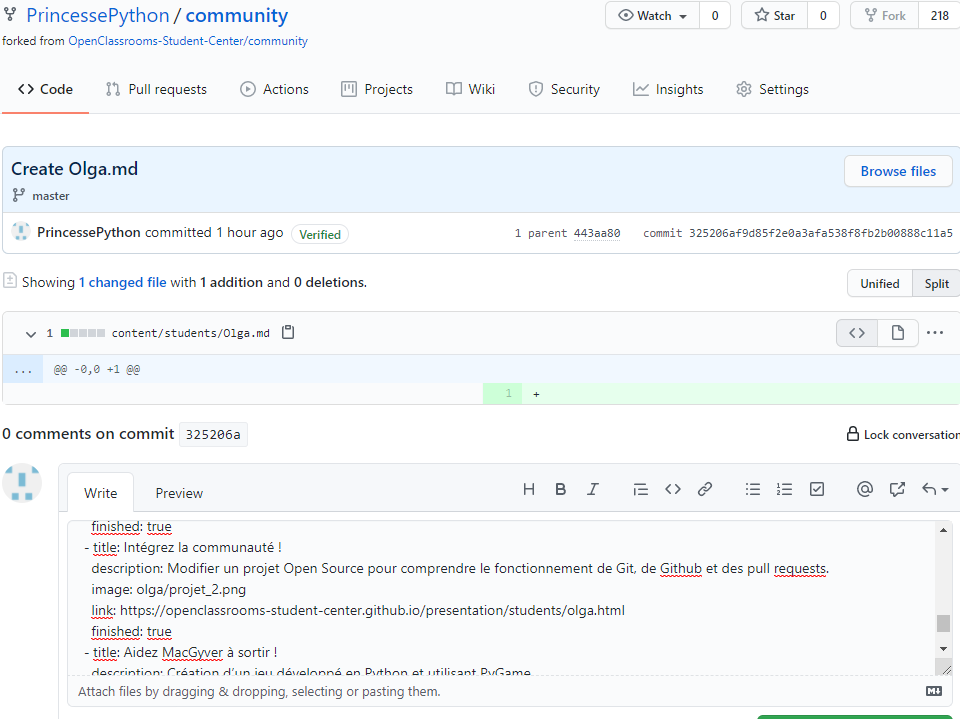 PrincessePython / community
Watch 0 Star 0 Fork 218
forked from OpenClassrooms-Student-Center/community
Code Pull requests Actions Projects Wiki Security Insights Settings
Create Olga.md
Browse files
master
PrincessePython committed 1 hour ago Verified 1 parent 443aa80 commit 325206af9d85f2e0a3afa538f8fb2b00888c11a5
Showing 1 changed file with 1 addition and 0 deletions.
Unified Split
1 content/students/Olga.md
... @@ -0,0 +1 @@
1 +
0 comments on commit 325206a
Lock conversation
Write Preview
finished: true
- title: Intégrez la communauté !
description: Modifier un projet Open Source pour comprendre le fonctionnement de Git, de Github et des pull requests.
image: olga/projet_2.png
link: https://openclassrooms-student-center.github.io/presentation/students/olga.html
finished: true
- title: Aidez MacGyver à sortir !
description: Création d'un jeu développé en Python et utilisant PyGame
Attach files by dragging & dropping, selecting or pasting them.